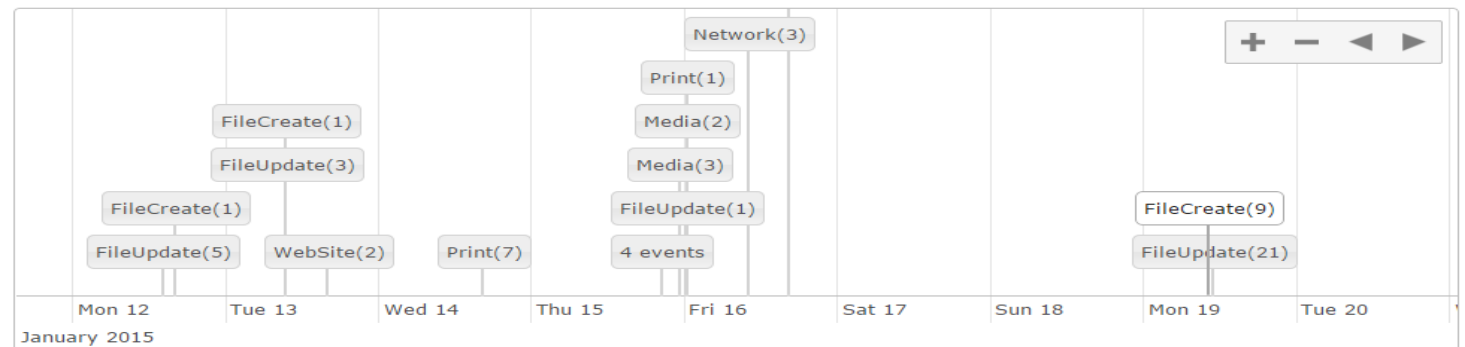 Network(3)
Print(1)
FileCreate(1) Media(2)
FileUpdate(3) Media(3)
FileCreate(1) FileUpdate(1) FileCreate(9)
FileUpdate(5) WebSite(2) Print(7) 4 events FileUpdate(21)
Mon 12 Tue 13 Wed 14 Thu 15 Fri 16 Sat 17 Sun 18 Mon 19 Tue 20
January 2015